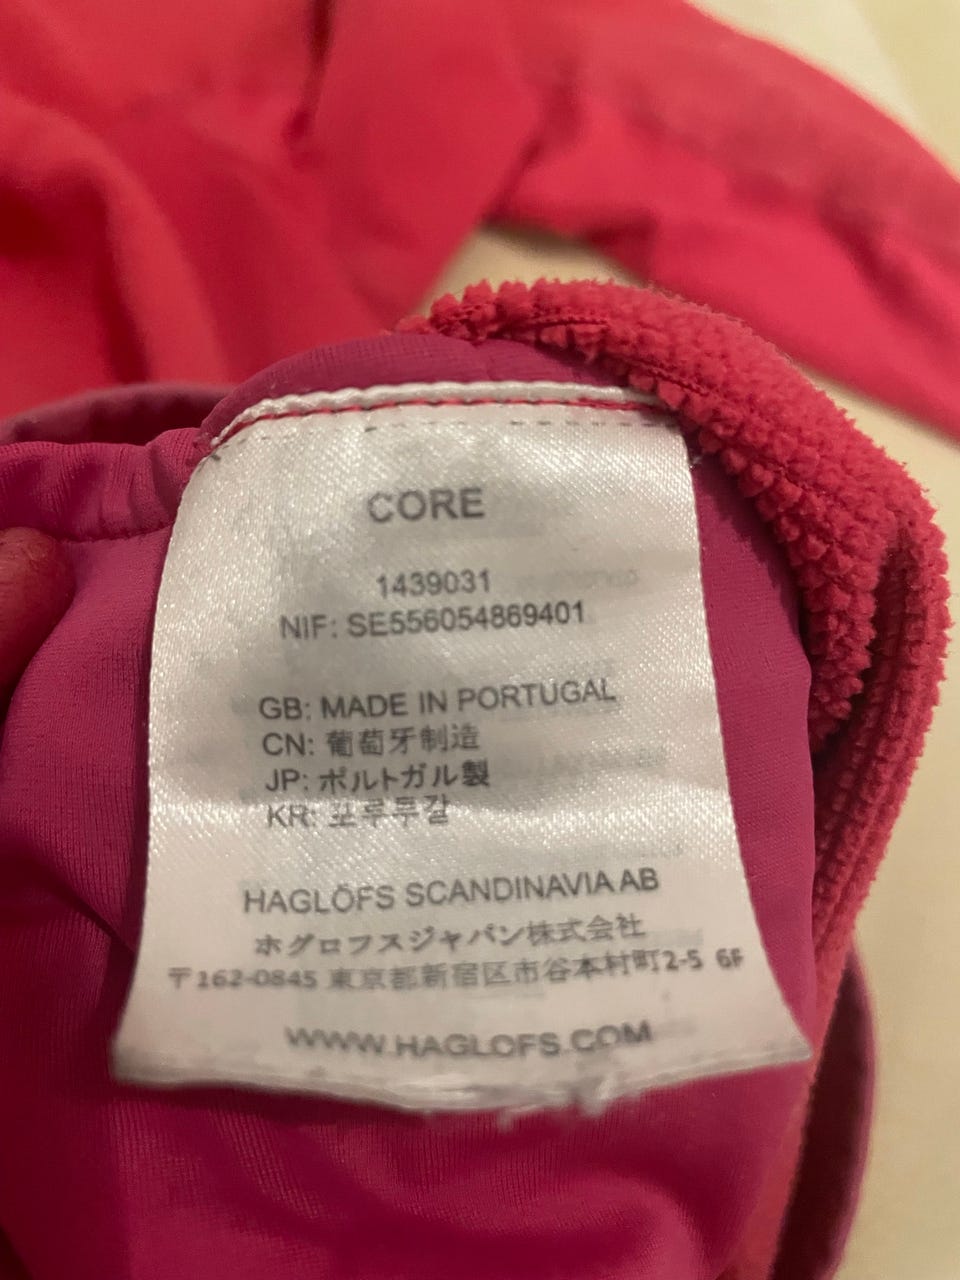 CORE
1439031
NIF: SE556054869401
GB: MADE IN PORTUGAL
CN: 葡萄牙制造
JP: ポルトガル製
KR: 포루투갈
HAGLÖFS SCANDINAVIA AB
ホグロフスジャパン株式会社
〒162-0845 東京都新宿区市谷本村町2-5 6F
WWW.HAGLOFS.COM